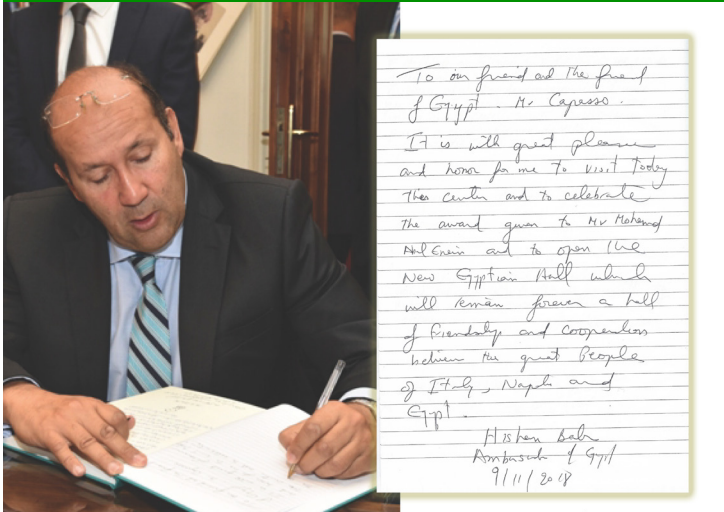 To our friend and the friend
of Egypt. Mr Capasso.
It is with great pleasure
and honor for me to visit today
this center and to celebrate
the award given to Mr Mohamed
Abul Enein and to open the
New Egyptian Hall which
will remain forever a hall
of friendship and cooperation
between the great People
of Italy, Naples and
Egypt.
Hisham Badr
Ambassador of Egypt
9/11/2018